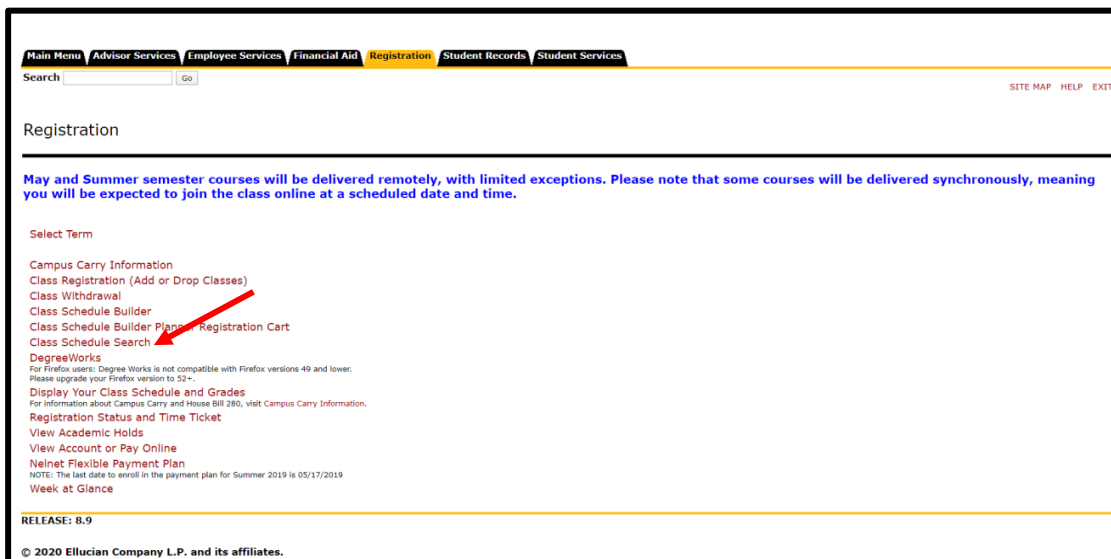 Main Menu Advisor Services Employee Services Financial Aid Registration Student Records Student Services
Search Go
SITE MAP HELP EXIT
Registration
May and Summer semester courses will be delivered remotely, with limited exceptions. Please note that some courses will be delivered synchronously, meaning
you will be expected to join the class online at a scheduled date and time.
Select Term
Campus Carry Information
Class Registration (Add or Drop Classes)
Class Withdrawal
Class Schedule Builder
Class Schedule Builder Planner Registration Cart
Class Schedule Search
DegreeWorks
For Firefox users: Degree Works is not compatible with Firefox versions 49 and lower.
Please upgrade your Firefox version to 52+.
Display Your Class Schedule and Grades
For information about Campus Carry and House Bill 280, visit Campus Carry Information.
Registration Status and Time Ticket
View Academic Holds
View Account or Pay Online
Nelnet Flexible Payment Plan
NOTE: The last date to enroll in the payment plan for Summer 2019 is 05/17/2019
Week at Glance
RELEASE: 8.9
© 2020 Ellucian Company L.P. and its affiliates.